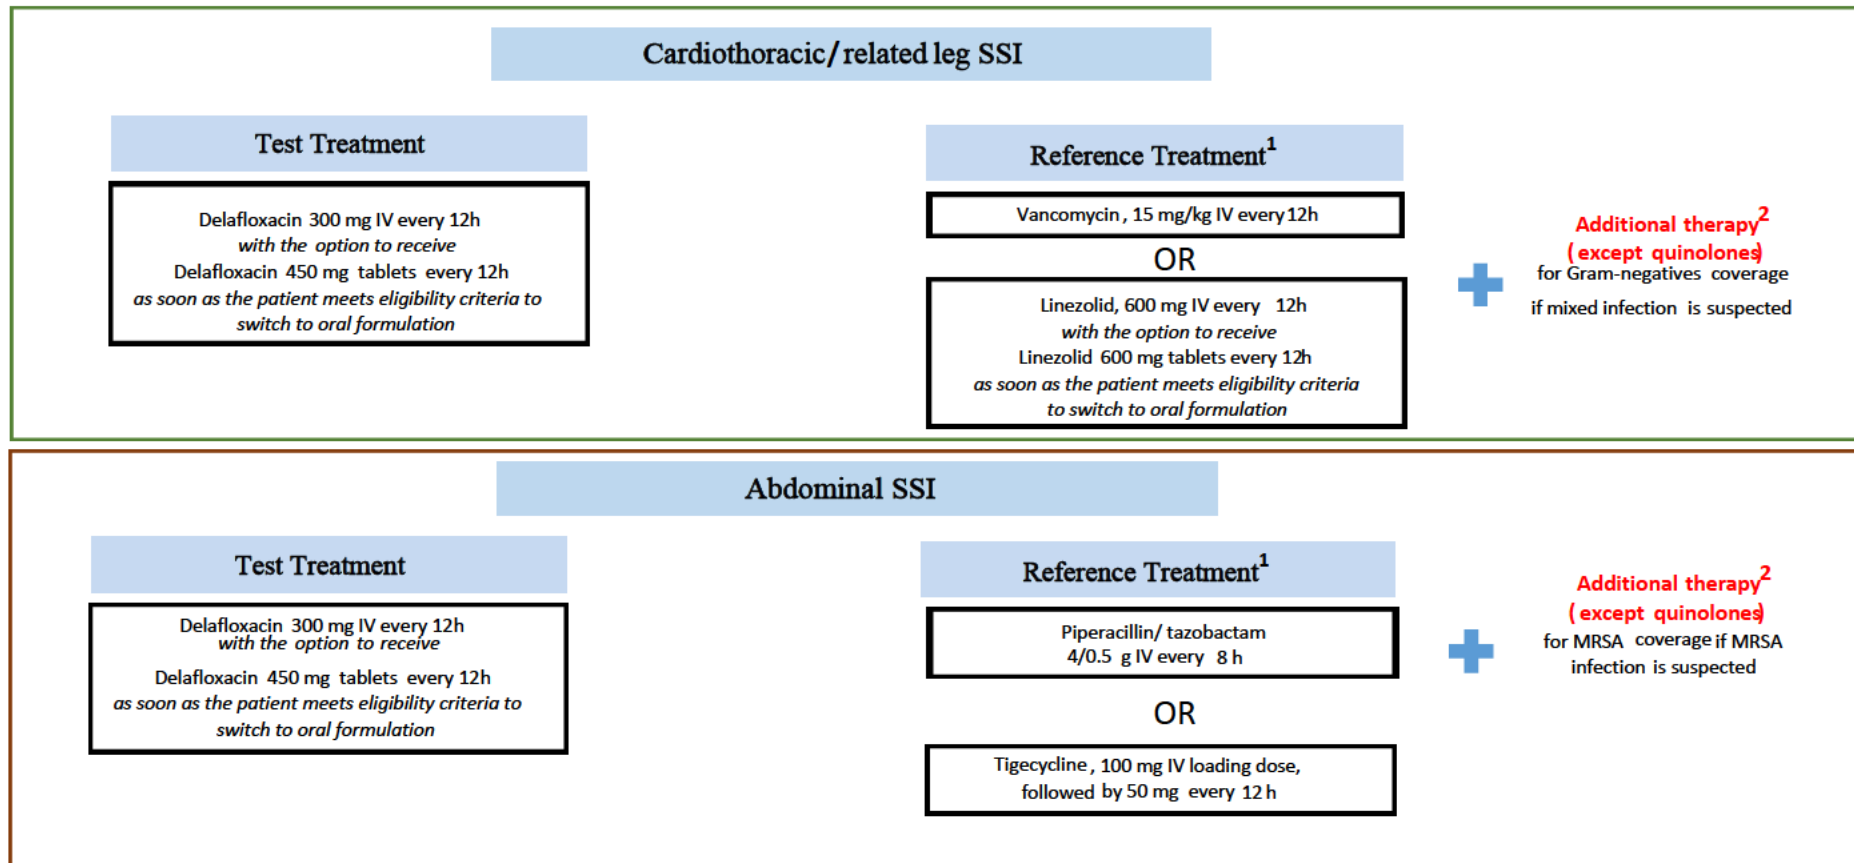 Cardiothoracic/related leg SSI
Test Treatment
Delafloxacin 300 mg IV every 12h
with the option to receive
Delafloxacin 450 mg tablets every 12h
as soon as the patient meets eligibility criteria to
switch to oral formulation
Reference Treatment1
Vancomycin, 15 mg/kg IV every 12h
OR
Linezolid, 600 mg IV every 12h
with the option to receive
Linezolid 600 mg tablets every 12h
as soon as the patient meets eligibility criteria
to switch to oral formulation
Additional therapy2
(except quinolones)
for Gram-negatives coverage
if mixed infection is suspected
Abdominal SSI
Test Treatment
Delafloxacin 300 mg IV every 12h
with the option to receive
Delafloxacin 450 mg tablets every 12h
as soon as the patient meets eligibility criteria to
switch to oral formulation
Reference Treatment1
Piperacillin/ tazobactam
4/0.5 g IV every 8 h
OR
Tigecycline, 100 mg IV loading dose,
followed by 50 mg every 12 h
Additional therapy2
(except quinolones)
for MRSA coverage if MRSA
infection is suspected